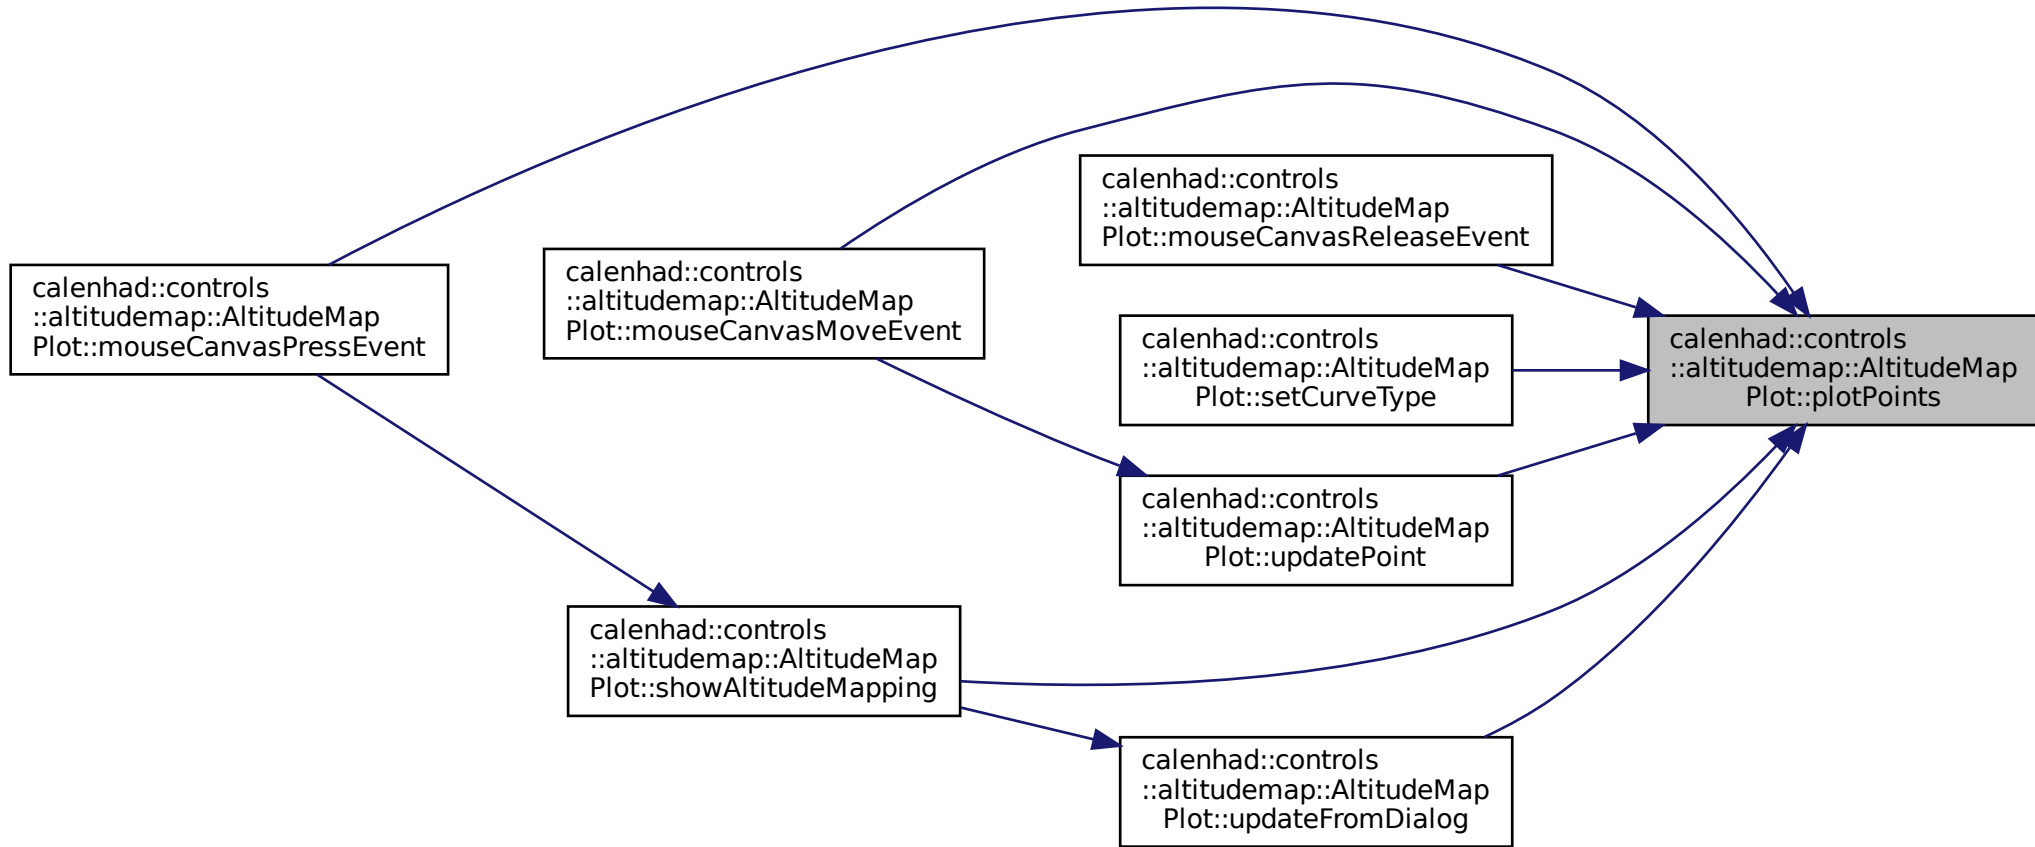 calenhad::controls
::altitudemap::AltitudeMap
Plot::mouseCanvasPressEvent
calenhad::controls
::altitudemap::AltitudeMap
Plot::mouseCanvasMoveEvent
calenhad::controls
::altitudemap::AltitudeMap
Plot::mouseCanvasReleaseEvent
calenhad::controls
::altitudemap::AltitudeMap
Plot::setCurveType
calenhad::controls
::altitudemap::AltitudeMap
Plot::plotPoints
calenhad::controls
::altitudemap::AltitudeMap
Plot::updatePoint
calenhad::controls
::altitudemap::AltitudeMap
Plot::showAltitudeMapping
calenhad::controls
::altitudemap::AltitudeMap
Plot::updateFromDialog